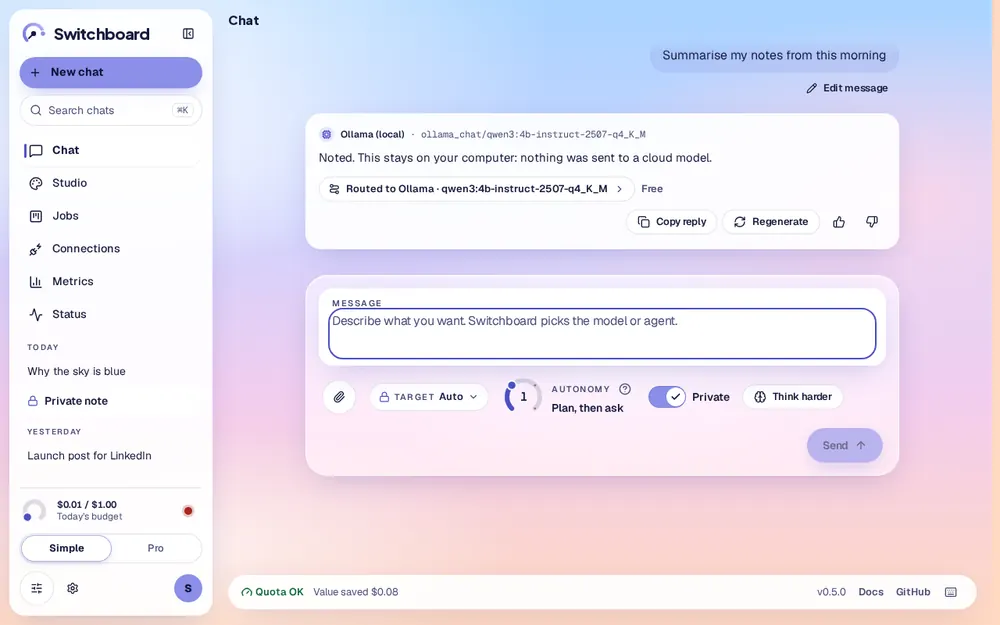 Switchboard
New chat
Search chats ⌘K
Chat
Studio
Jobs
Connections
Metrics
Status
TODAY
Why the sky is blue
Private note
YESTERDAY
Launch post for LinkedIn
$0.01 / $1.00
Today's budget
Simple Pro
S
Chat
Summarise my notes from this morning
Edit message
Ollama (local) · ollama_chat/qwen3:4b-instruct-2507-q4_K_M
Noted. This stays on your computer: nothing was sent to a cloud model.
Routed to Ollama · qwen3:4b-instruct-2507-q4_K_M Free
Copy reply Regenerate
MESSAGE
Describe what you want. Switchboard picks the model or agent.
TARGET Auto 1 AUTONOMY Private Think harder
Plan, then ask
Send
Quota OK Value saved $0.08 v0.5.0 Docs GitHub